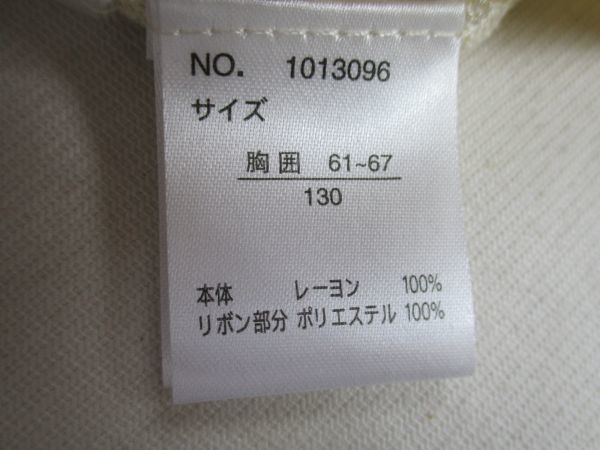 NO. 1013096
サイズ
胸囲 61~67
130
本体 レーヨン 100%
リボン部分 ポリエステル 100%